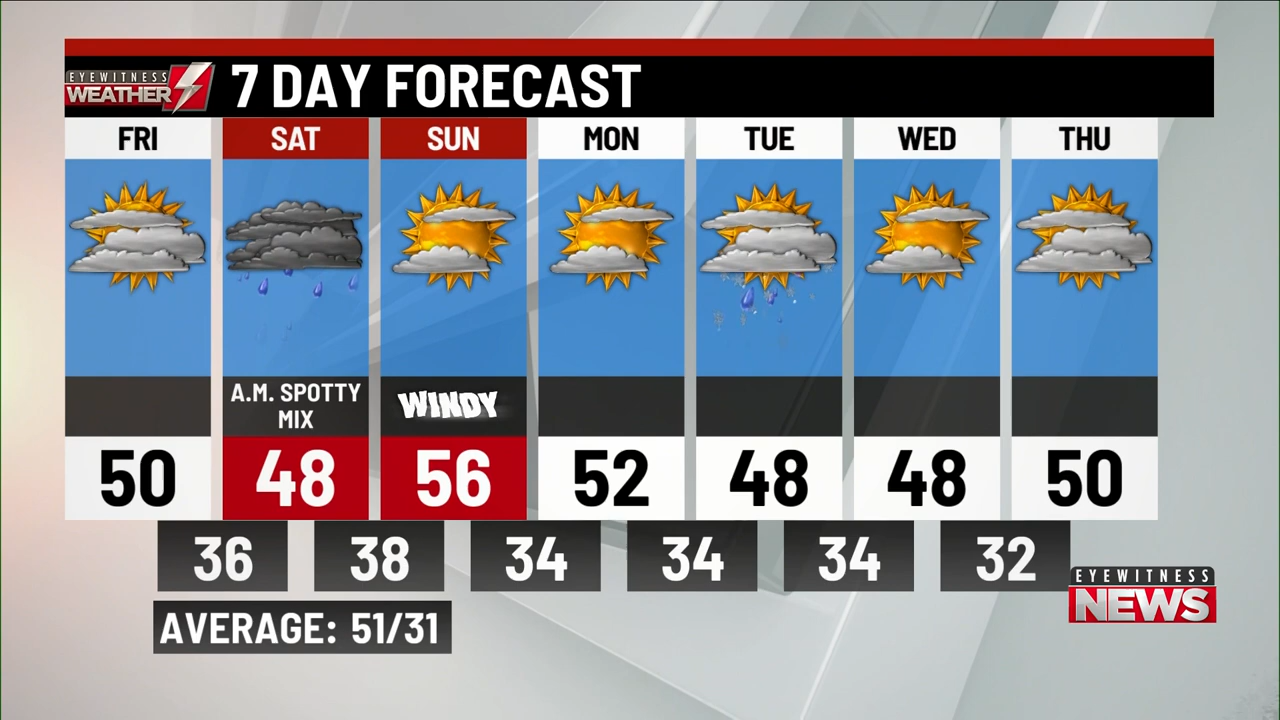 EYEWITNESS
WEATHER
7 DAY FORECAST
FRI SAT SUN MON TUE WED THU
A.M. SPOTTY
MIX
WINDY
50 48 56 52 48 48 50
36 38 34 34 34 32
AVERAGE: 51/31
EYEWITNESS
NEWS